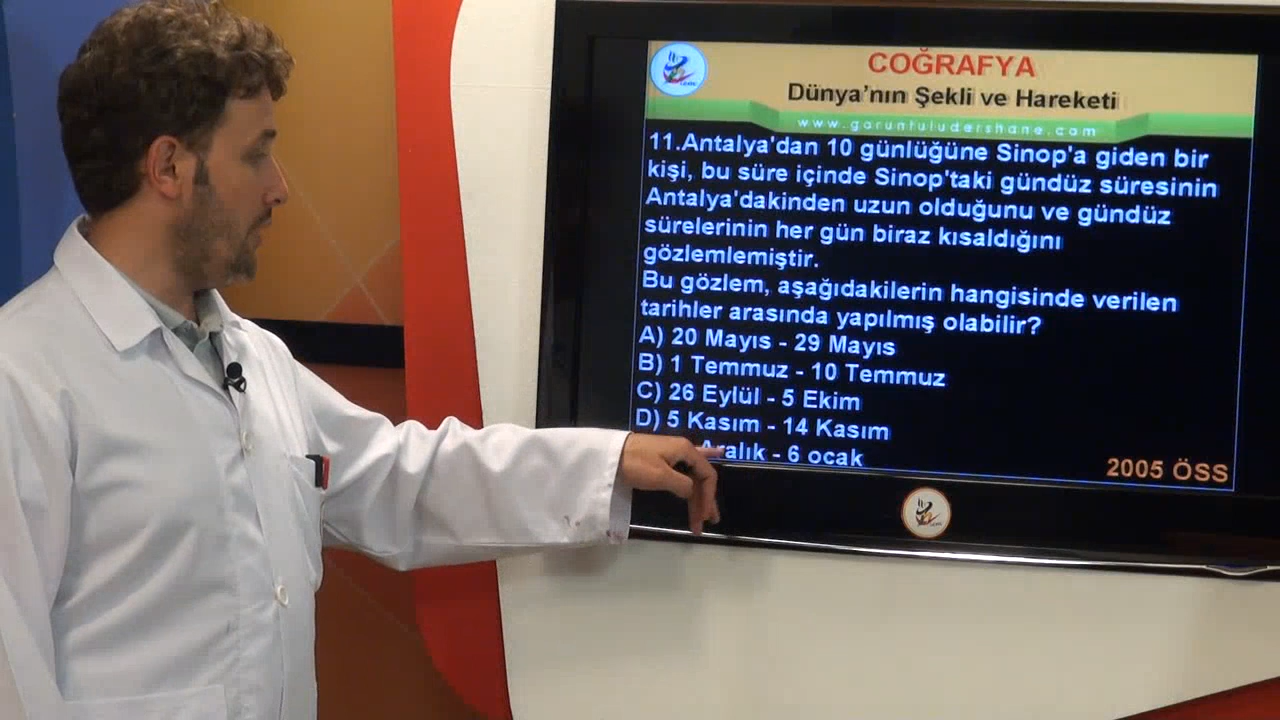 COĞRAFYA
Dünya'nın Şekli ve Hareketi
www.goruntuludershane.com
11.Antalya'dan 10 günlüğüne Sinop'a giden bir
kişi, bu süre içinde Sinop'taki gündüz süresinin
Antalya'dakinden uzun olduğunu ve gündüz
sürelerinin her gün biraz kısaldığını
gözlemlemiştir.
Bu gözlem, aşağıdakilerin hangisinde verilen
tarihler arasında yapılmış olabilir?
A) 20 Mayıs - 29 Mayıs
B) 1 Temmuz - 10 Temmuz
C) 26 Eylül - 5 Ekim
D) 5 Kasım - 14 Kasım
Aralık - 6 ocak
2005 ÖSS